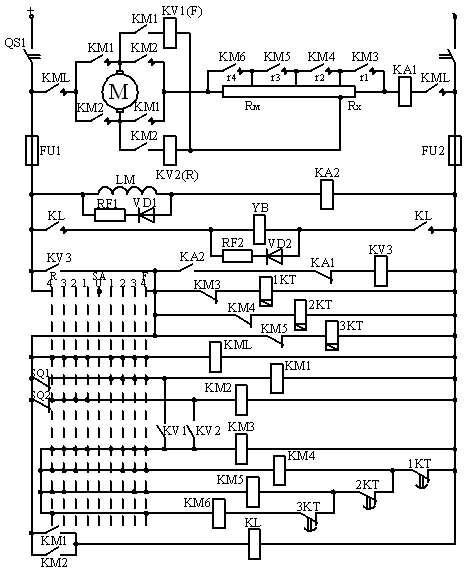 +
-
KV1(F)
QS1
KM1
KM1
KM2
KM6
KM5
KM4
KM3
r4
r3
r2
r1
KA1
KML
KML
M
KM2
KM1
RM
RX
KM2
FU1
FU2
KV2(R)
LM
KA2
RF1
VD1
KL
YB
KL
RF2
VD2
KV3
KA2
KA1
KV3
R
SA
F
4 3 2 1 0 1 2 3 4
KM3
1KT
KM4
2KT
KM5
3KT
KML
SQ1
KM1
SQ2
KM2
KV1
KV2
KM3
KM4
1KT
KM5
2KT
KM6
3KT
KM1
KL
KM2